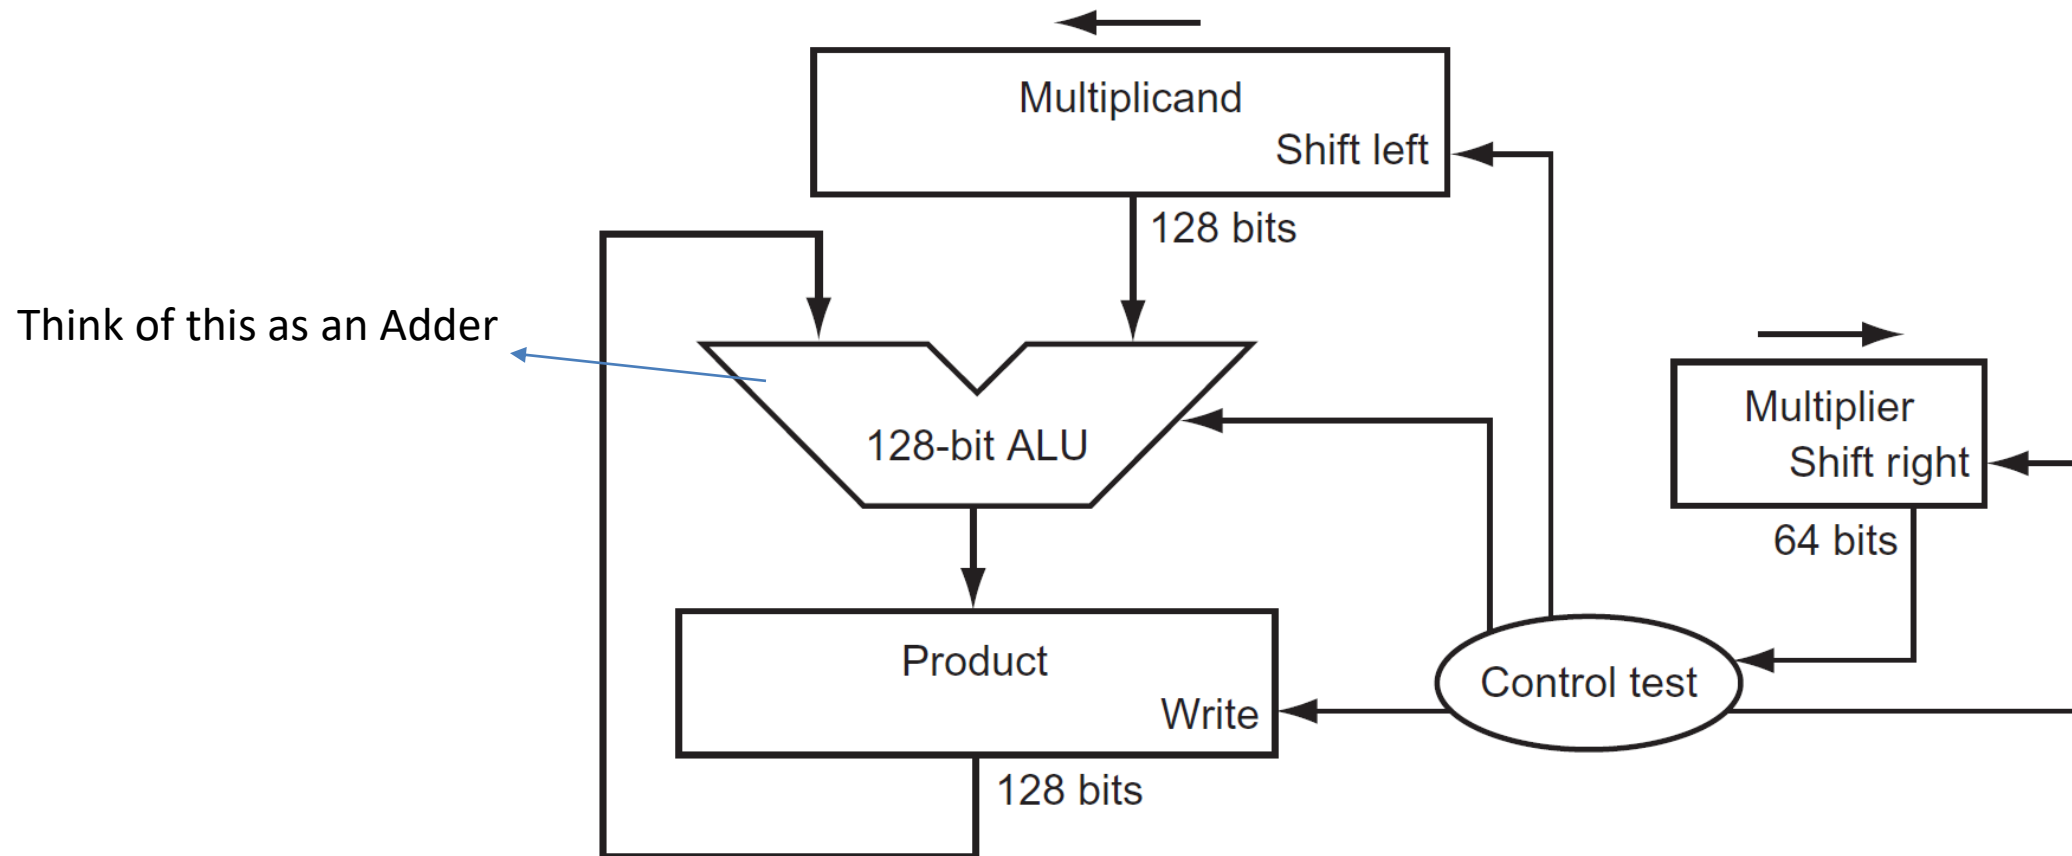 Multiplicand
Shift left
128 bits
Think of this as an Adder
128-bit ALU
Multiplier
Shift right
64 bits
Product
Write
Control test
128 bits